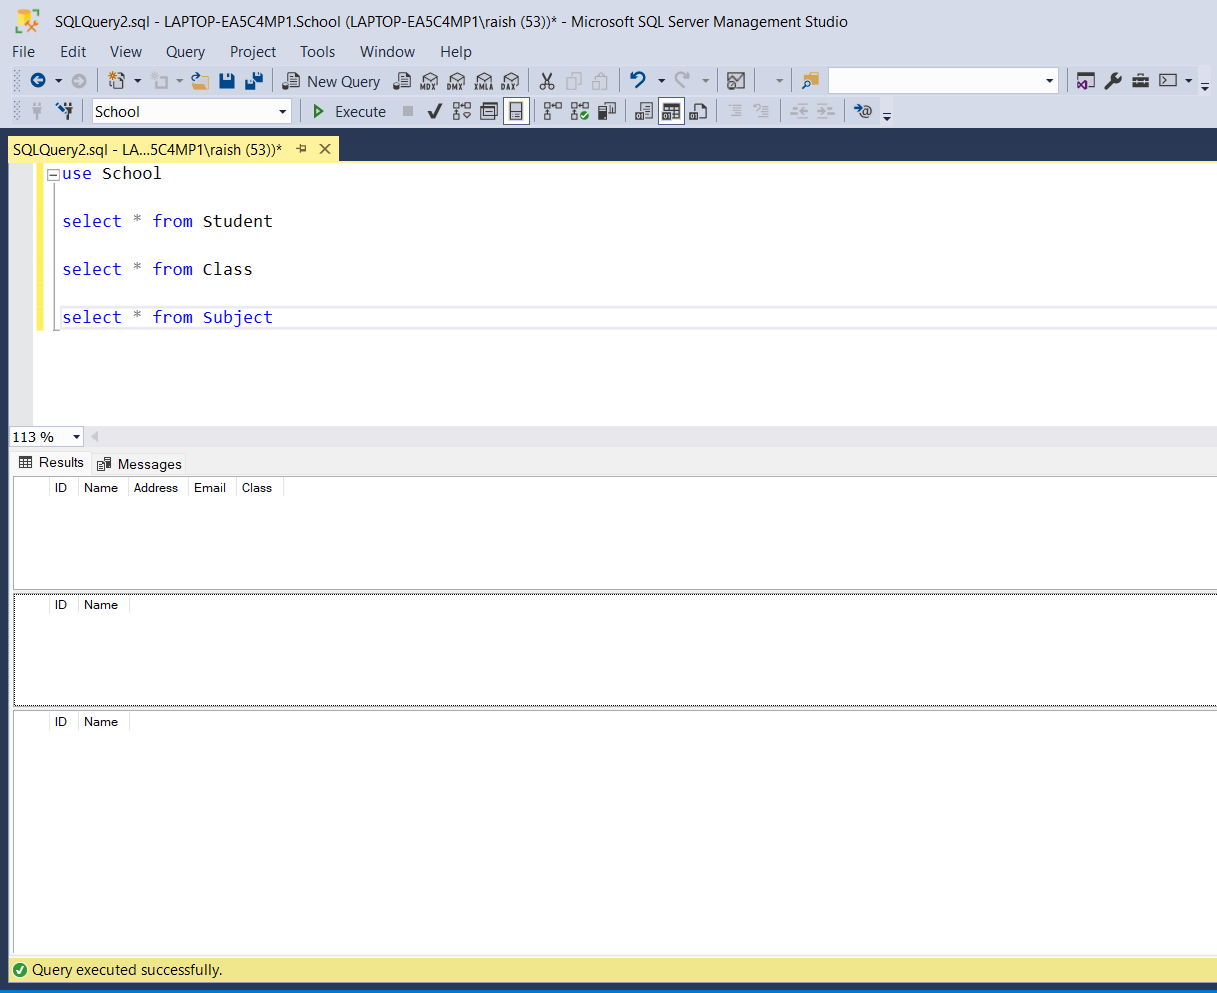 SQLQuery2.sql - LAPTOP-EA5C4MP1.School (LAPTOP-EA5C4MP1\raish (53))* - Microsoft SQL Server Management Studio
File Edit View Query Project Tools Window Help
New Query MDX DMX XMLA DAX
School Execute
SQLQuery2.sql - LA...5C4MP1\raish (53))*
use School
select * from Student
select * from Class
select * from Subject
113 %
Results Messages
ID Name Address Email Class
ID Name
ID Name
Query executed successfully.